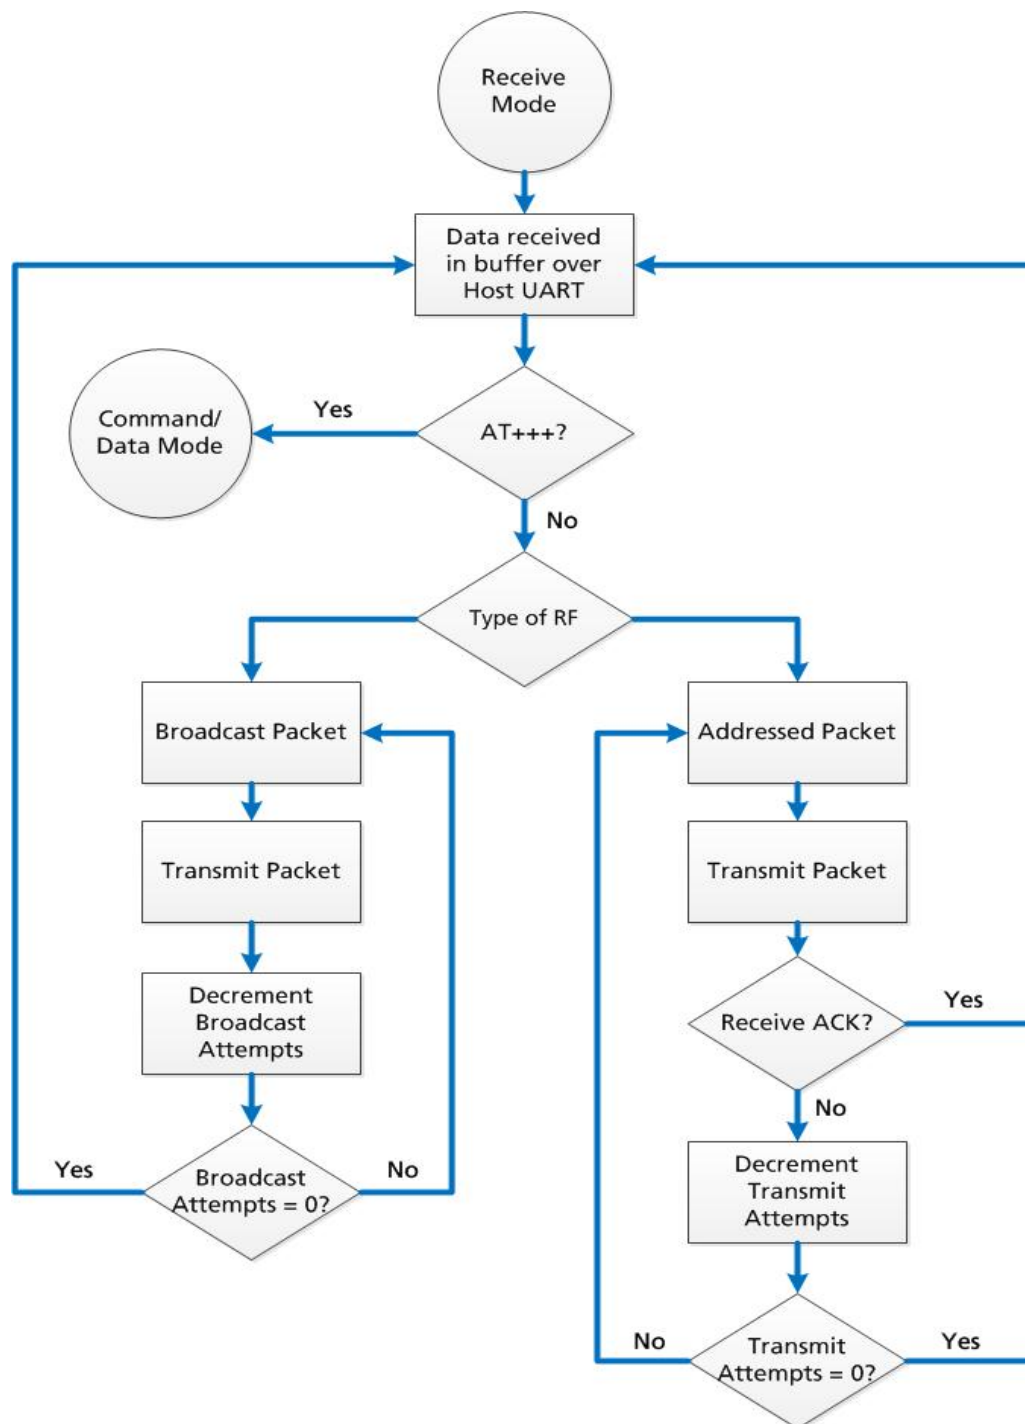 Receive
Mode
Data received
in buffer over
Host UART
Yes
AT+++?
Command/
Data Mode
No
Type of RF
Broadcast Packet
Addressed Packet
Transmit Packet
Transmit Packet
Decrement
Broadcast
Attempts
Receive ACK?
Yes
No
Yes
Broadcast
Attempts = 0?
No
Decrement
Transmit
Attempts
No
Transmit
Attempts = 0?
Yes